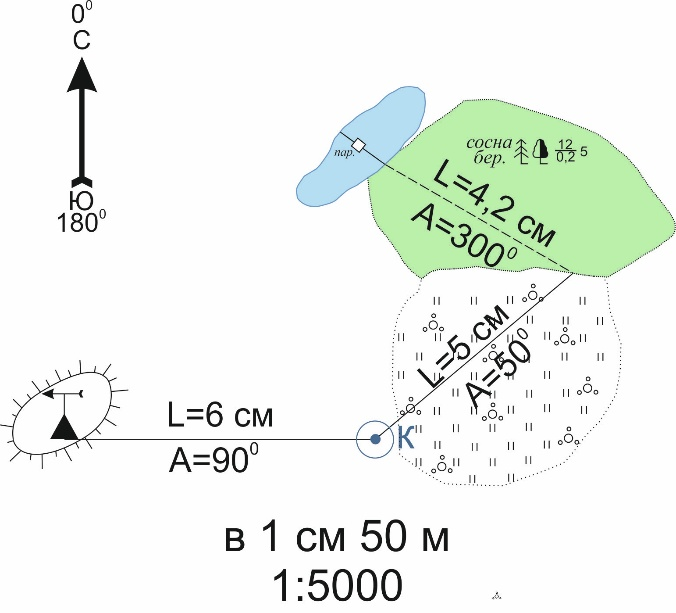 0⁰
С
Ю
180⁰
сосна
бер.
12
0,2
5
пар.
L=4,2 см
A=300⁰
L=5 см
A=50⁰
L=6 см
A=90⁰
К
в 1 см 50 м
1:5000